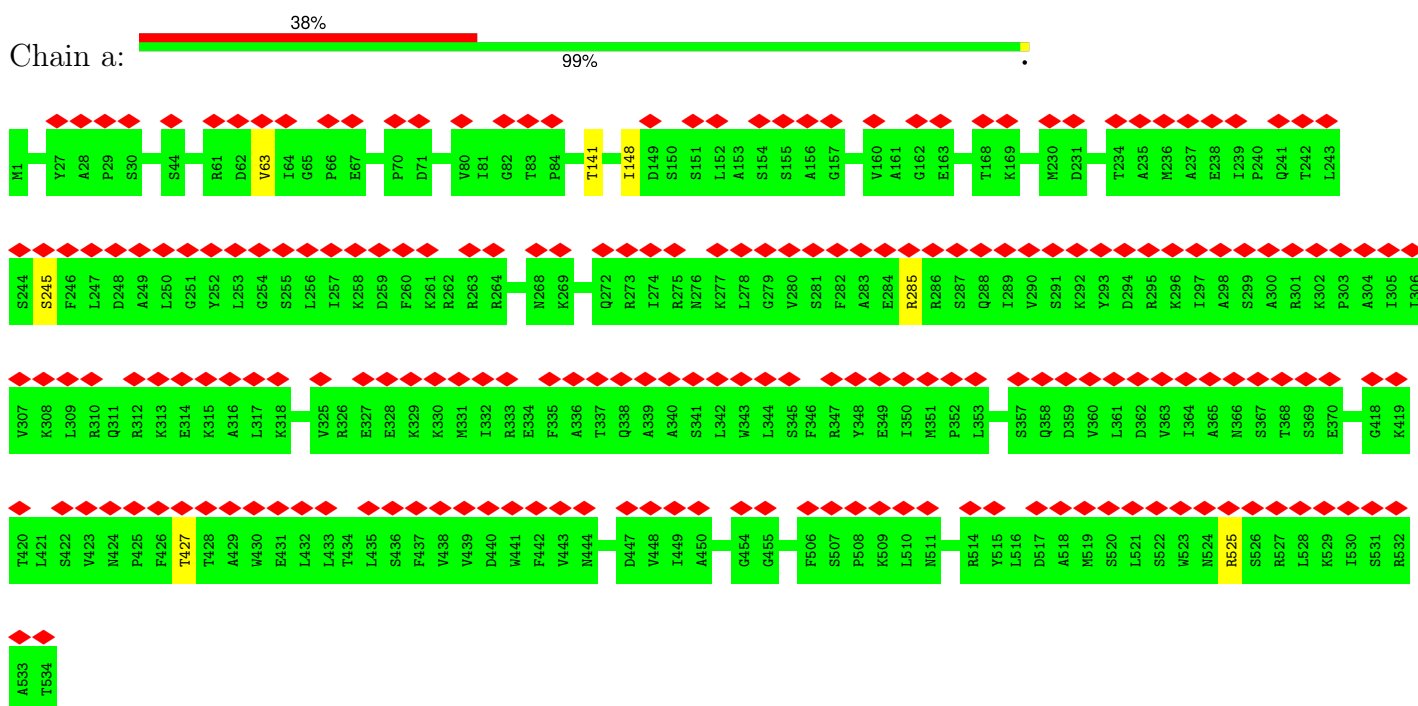 38%
Chain a:
99%
.
M1 Y27 A28 P29 S30 S44 R61 D62 V63 I64 G65 P66 E67 P70 D71 V80 I81 G82 T83 P84 T141 I148 D149 S150 S151 L152 A153 S154 S155 A156 G157 V160 A161 G162 E163 T168 K169 M230 D231 T234 A235 M236 A237 E238 I239 P240 Q241 T242 L243
S244 S245 F246 L247 D248 A249 L250 G251 Y252 L253 G254 S255 L256 I257 K258 D259 F260 K261 R262 R263 R264 N268 K269 Q272 R273 I274 R275 N276 K277 L278 G279 V280 S281 F282 A283 E284 R285 R286 S287 Q288 I289 V290 S291 K292 Y293 D294 R295 K296 I297 A298 S299 A300 R301 K302 P303 A304 I305 I306
V307 K308 L309 R310 Q311 R312 K313 E314 K315 A316 L317 K318 V325 R326 E327 E328 K329 K330 M331 I332 R333 E334 F335 A336 T337 Q338 A339 A340 S341 L342 W343 L344 S345 F346 R347 Y348 E349 I350 M351 P352 L353 S357 Q358 D359 V360 L361 D362 V363 I364 A365 N366 S367 T368 S369 E370 G418 K419
T420 L421 S422 V423 N424 P425 F426 T427 T428 A429 W430 E431 L432 L433 T434 L435 S436 F437 V438 V439 D440 W441 F442 V443 N444 D447 V448 I449 A450 G454 G455 F506 S507 P508 K509 L510 N511 R514 Y515 L516 D517 A518 M519 S520 L521 S522 W523 N524 R525 S526 R527 L528 K529 I530 S531 R532
A533 T534